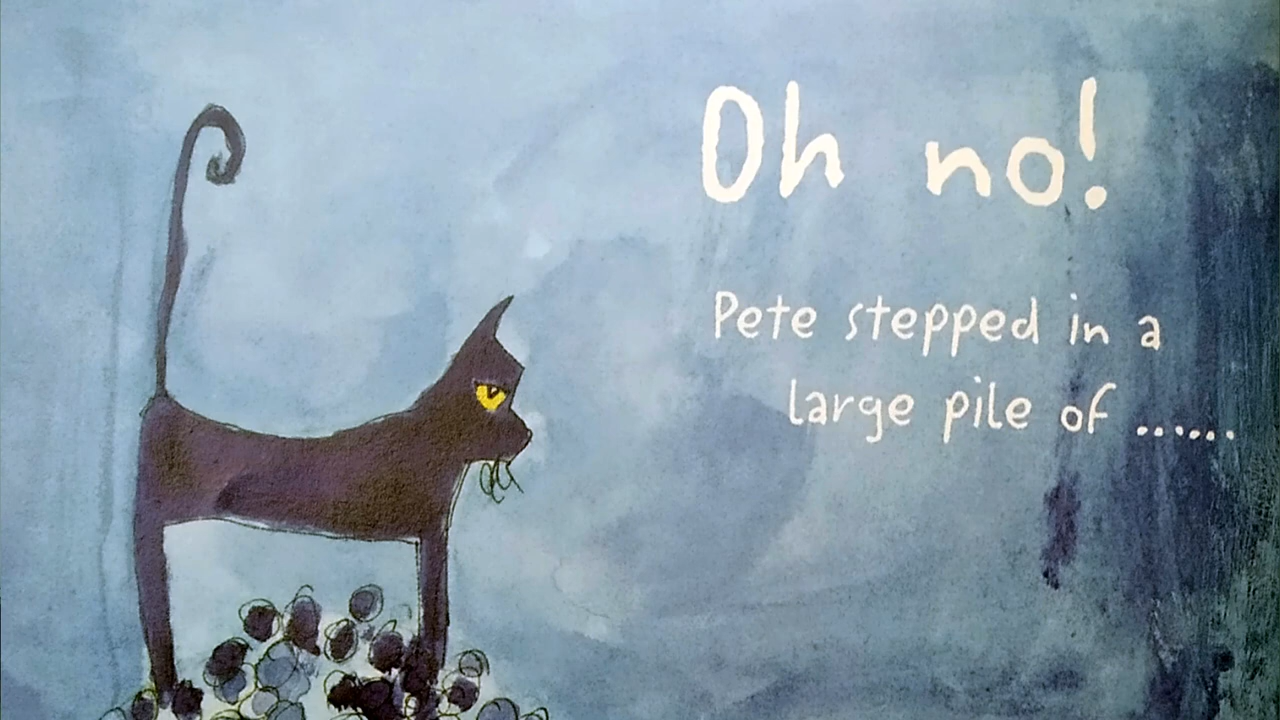 Oh no!
Pete stepped in a
large pile of ......